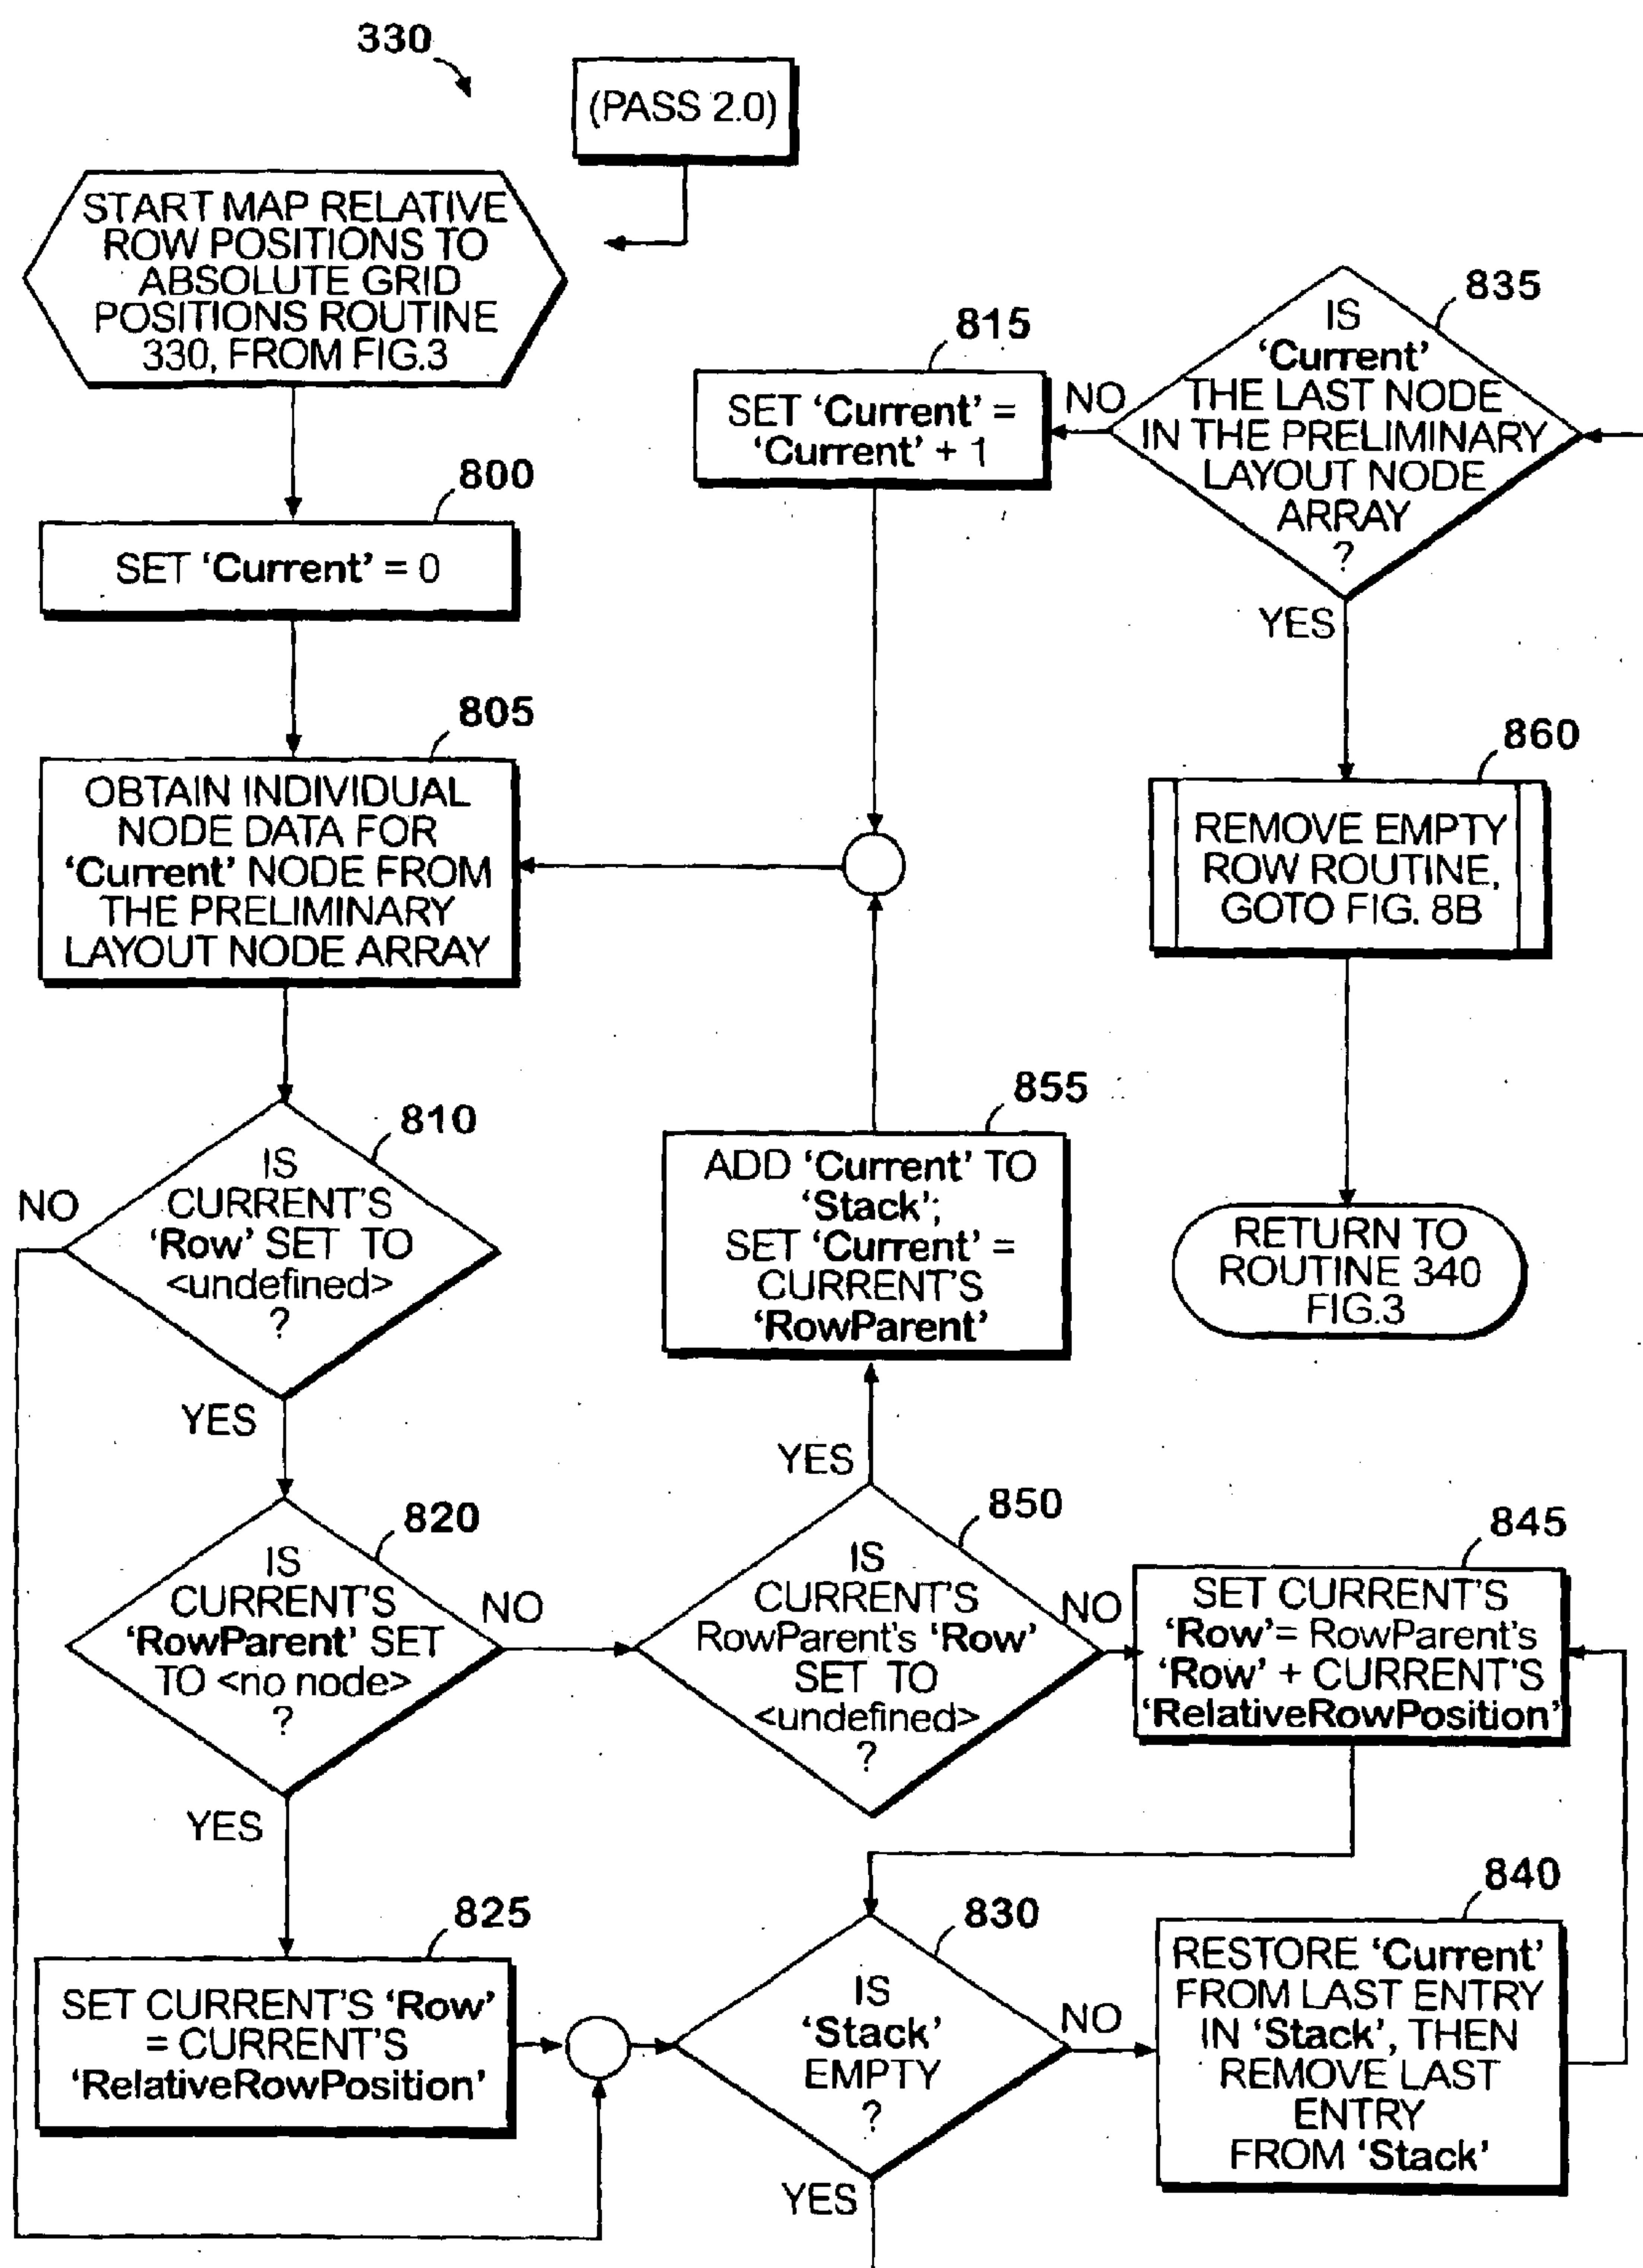 330
(PASS 2.0)
START MAP RELATIVE
ROW POSITIONS TO
ABSOLUTE GRID
POSITIONS ROUTINE
330, FROM FIG.3
800
SET 'Current' = 0
805
OBTAIN INDIVIDUAL
NODE DATA FOR
'Current' NODE FROM
THE PRELIMINARY
LAYOUT NODE ARRAY
810
IS
CURRENT'S
'Row' SET TO
<undefined>
?
NO
YES
820
IS
CURRENT'S
'RowParent' SET
TO <no node>
?
NO
YES
825
SET CURRENT'S 'Row'
= CURRENT'S
'RelativeRowPosition'
815
SET 'Current' =
'Current' + 1
835
IS
'Current'
THE LAST NODE
IN THE PRELIMINARY
LAYOUT NODE
ARRAY
?
NO
YES
860
REMOVE EMPTY
ROW ROUTINE,
GOTO FIG. 8B
RETURN TO
ROUTINE 340
FIG.3
855
ADD 'Current' TO
'Stack';
SET 'Current' =
CURRENT'S
'RowParent'
YES
850
IS
CURRENT'S
RowParent's 'Row'
SET TO
<undefined>
?
NO
845
SET CURRENT'S
'Row'= RowParent's
'Row' + CURRENT'S
'RelativeRowPosition'
830
IS
'Stack'
EMPTY
?
NO
YES
840
RESTORE 'Current'
FROM LAST ENTRY
IN 'Stack', THEN
REMOVE LAST
ENTRY
FROM 'Stack'